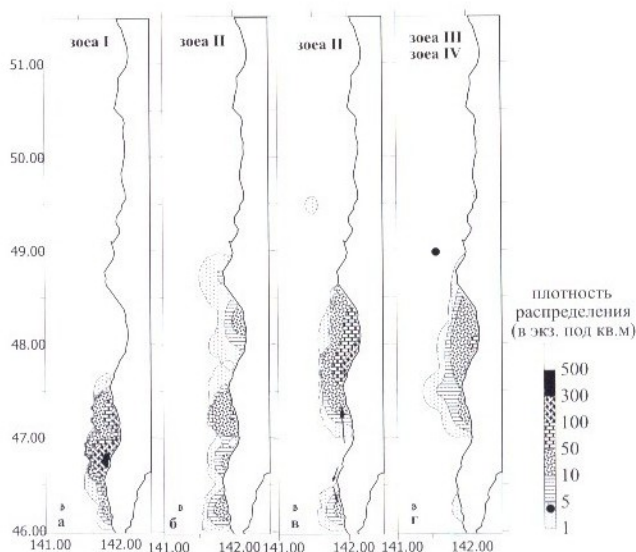 зоеа I
зоеа II
зоеа II
зоеа III
зоеа IV
51.00
50.00
49.00
48.00
47.00
46.00
плотность
распределения
(в экз. под кв.м)
500
300
100
50
10
5
1
в
а
в
б
в
в
в
г
141.00 142.00 141.00 142.00 141.00 142.00 141.00 142.00